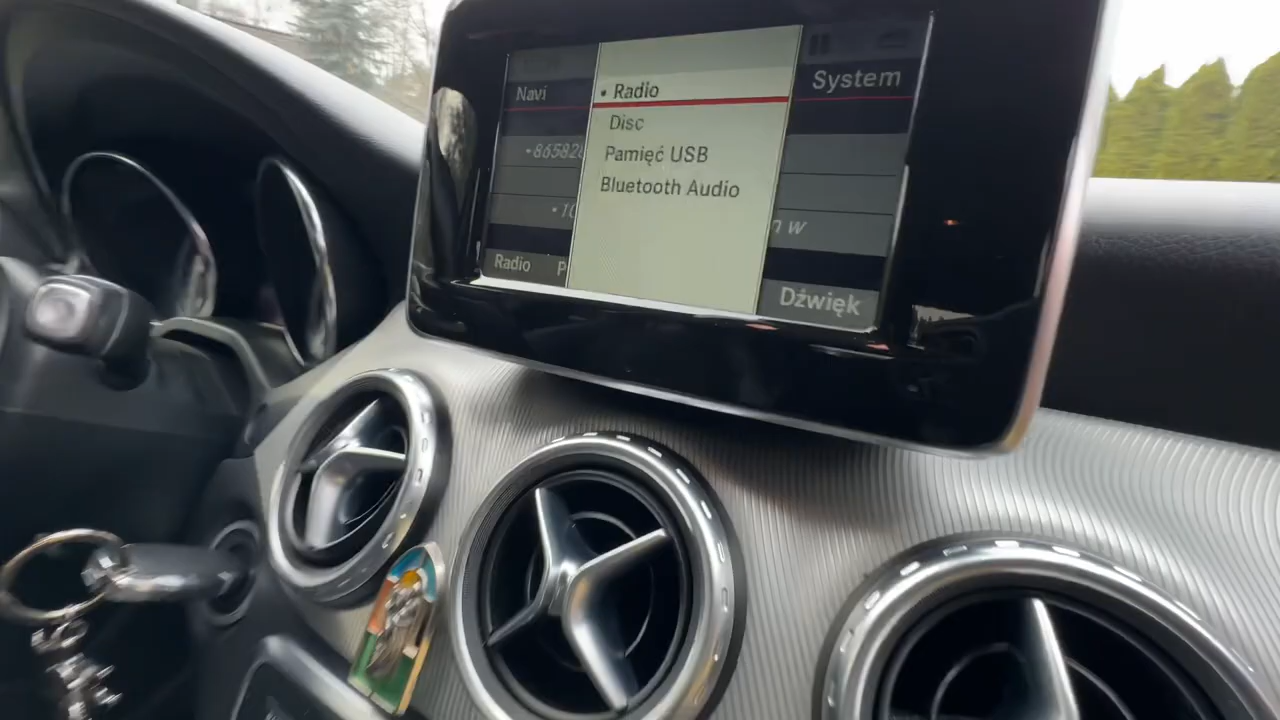 Navi
• Radio
System
Disc
Pamięć USB
Bluetooth Audio
n w
Radio
Dźwięk